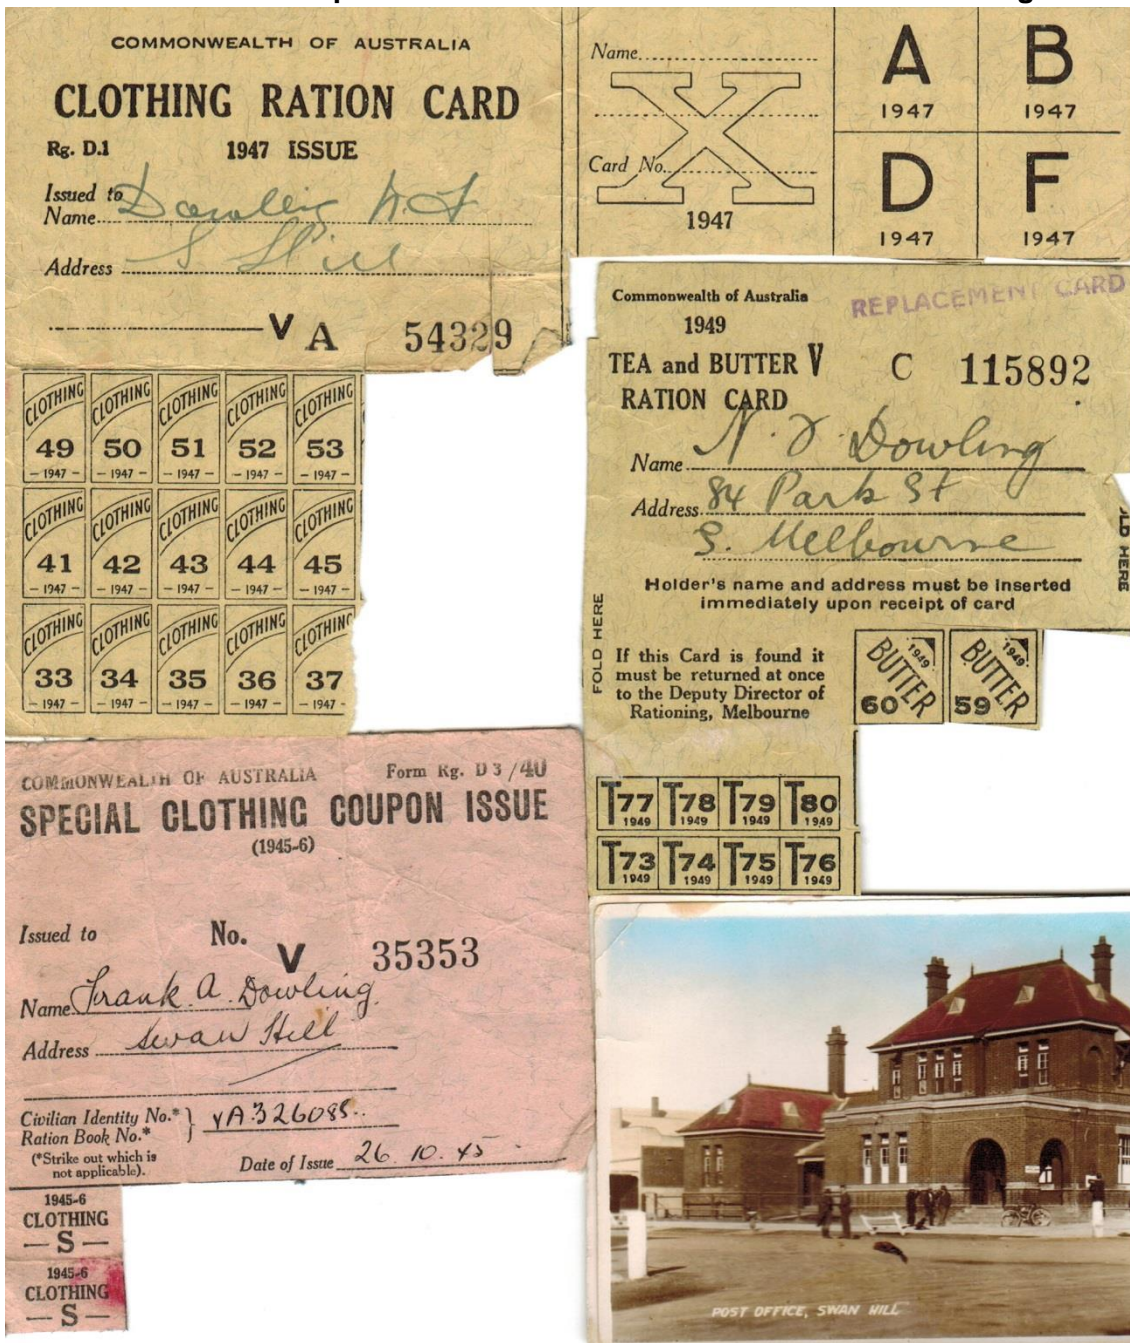 COMMONWEALTH OF AUSTRALIA
CLOTHING RATION CARD
Rg. D.1 1947 ISSUE
Issued to
Name Dowling
Address S Hill
V A 54329
Name
X
Card No.
1947
A 1947
B 1947
D 1947
F 1947
CLOTHING 49 – 1947 –
CLOTHING 50 – 1947 –
CLOTHING 51 – 1947 –
CLOTHING 52 – 1947 –
CLOTHING 53 – 1947 –
CLOTHING 41 – 1947 –
CLOTHING 42 – 1947 –
CLOTHING 43 – 1947 –
CLOTHING 44 – 1947 –
CLOTHING 45 – 1947 –
CLOTHING 33 – 1947 –
CLOTHING 34 – 1947 –
CLOTHING 35 – 1947 –
CLOTHING 36 – 1947 –
CLOTHING 37 – 1947 -
Commonwealth of Australia
REPLACEMENT CARD
1949
TEA and BUTTER V C 115892
RATION CARD
Name Dowling
Address 84 Park St
S. Melbourne
LD HERE
Holder's name and address must be inserted
immediately upon receipt of card
FOLD HERE
If this Card is found it
must be returned at once
to the Deputy Director of
Rationing, Melbourne
1949 BUTTER 60
1949 BUTTER 59
T77 1949 T78 1949 T79 1949 T80 1949
T73 1949 T74 1949 T75 1949 T76 1949
COMMONWEALTH OF AUSTRALIA Form Rg. D3/40
SPECIAL CLOTHING COUPON ISSUE
(1945-6)
Issued to No. V 35353
Name Frank A. Dowling.
Address Swan Hill
Civilian Identity No.*
Ration Book No.* } VA 326085
(*Strike out which is
not applicable).
Date of Issue 26. 10. 45
1945-6
CLOTHING
— S —
1945-6
CLOTHING
— S —
POST OFFICE, SWAN HILL